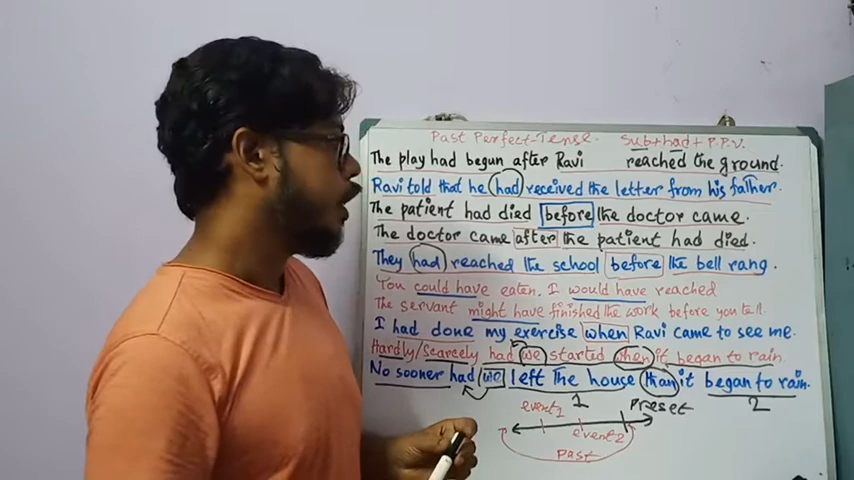 Past Perfect-Tense. Sub+had+P.P.V.
The play had begun after Ravi reached the ground.
Ravi told that he had received the letter from his father.
The patient had died before the doctor came.
The doctor came after the patient had died.
They had reached the school before the bell rang.
You could have eaten. I would have reached
The servant might have finished the work before you tell.
I had done my exercise when Ravi came to see me.
Hardly/Scarcely had we started when it began to rain.
No sooner had we left the house than it began to rain.
1 2
event1 Preset
event2
Past